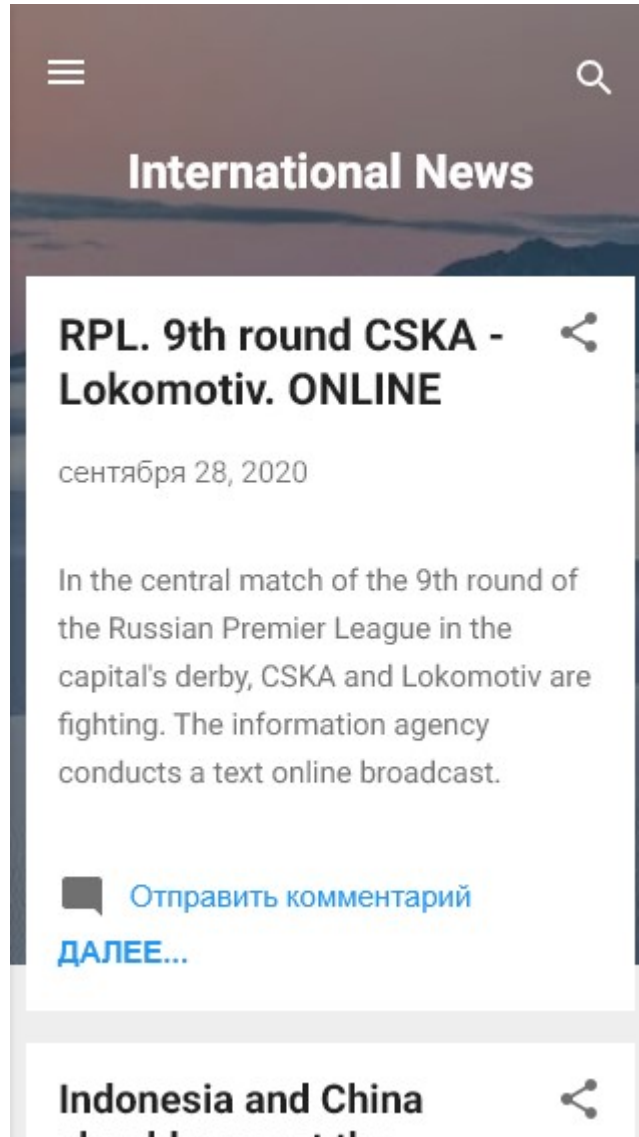 International News
RPL. 9th round CSKA -
Lokomotiv. ONLINE
сентября 28, 2020
In the central match of the 9th round of
the Russian Premier League in the
capital's derby, CSKA and Lokomotiv are
fighting. The information agency
conducts a text online broadcast.
Отправить комментарий
ДАЛЕЕ...
Indonesia and China